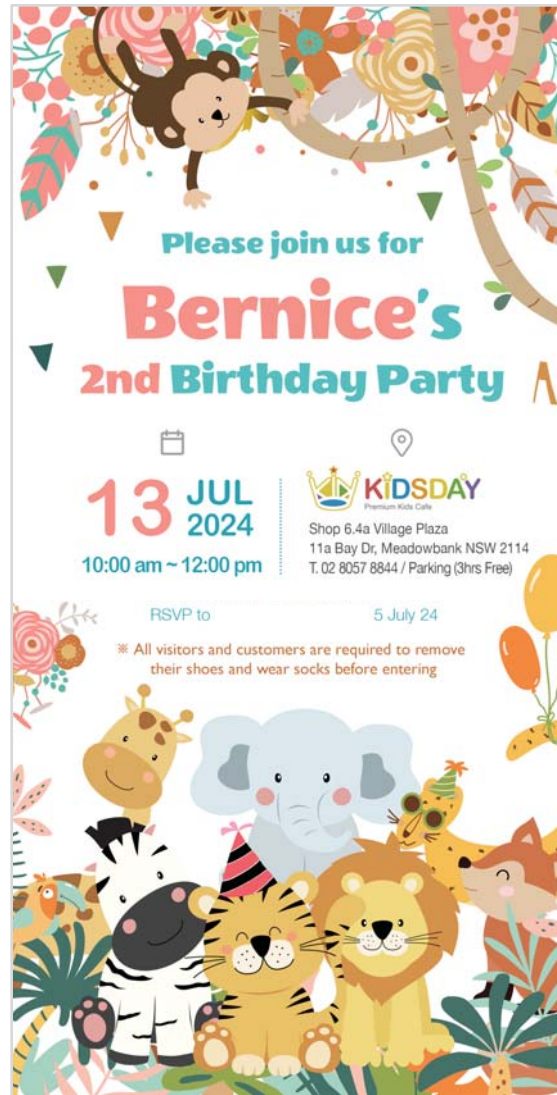 Please join us for
Bernice's
2nd Birthday Party
13 JUL
2024
10:00 am ~ 12:00 pm
KiDSDAY
Premium Kids Cafe
Shop 6.4a Village Plaza
11a Bay Dr, Meadowbank NSW 2114
T. 02 8057 8844 / Parking (3hrs Free)
RSVP to 5 July 24
※ All visitors and customers are required to remove
their shoes and wear socks before entering